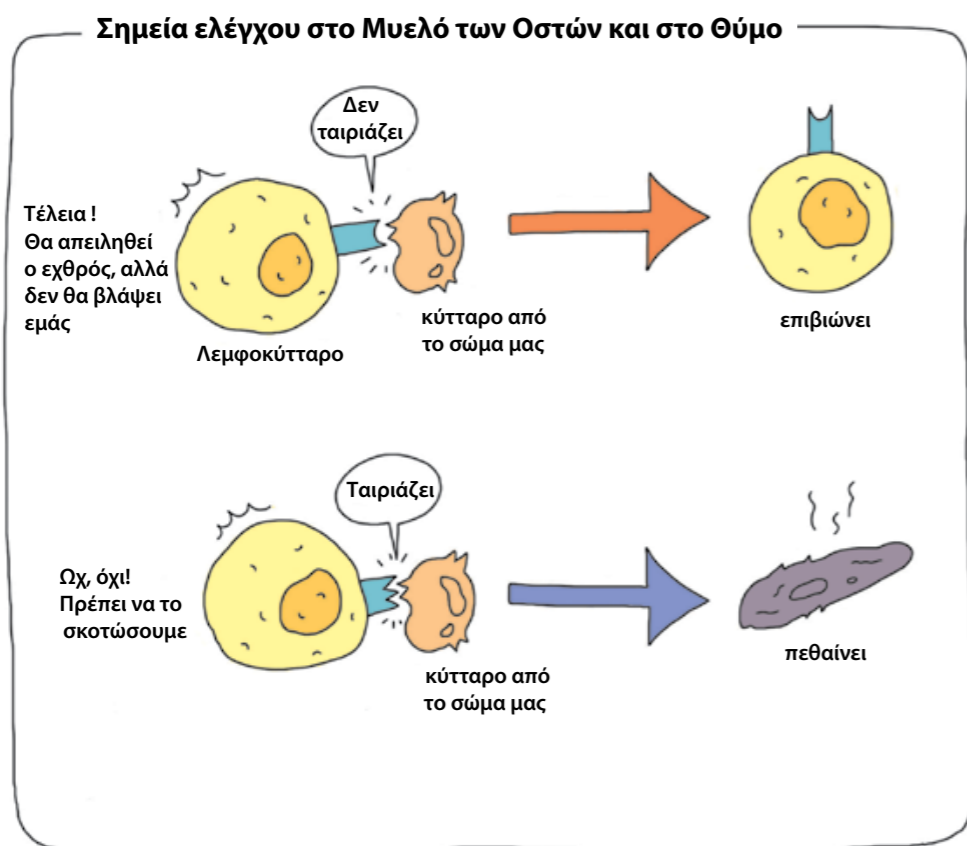 Σημεία ελέγχου στο Μυελό των Οστών και στο Θύμο
Δεν
ταιριάζει
Τέλεια !
Θα απειληθεί
ο εχθρός, αλλά
δεν θα βλάψει
εμάς
Λεμφοκύτταρο
κύτταρο από
το σώμα μας
επιβιώνει
Ταιριάζει
Ωχ, όχι!
Πρέπει να το
σκοτώσουμε
κύτταρο από
το σώμα μας
πεθαίνει